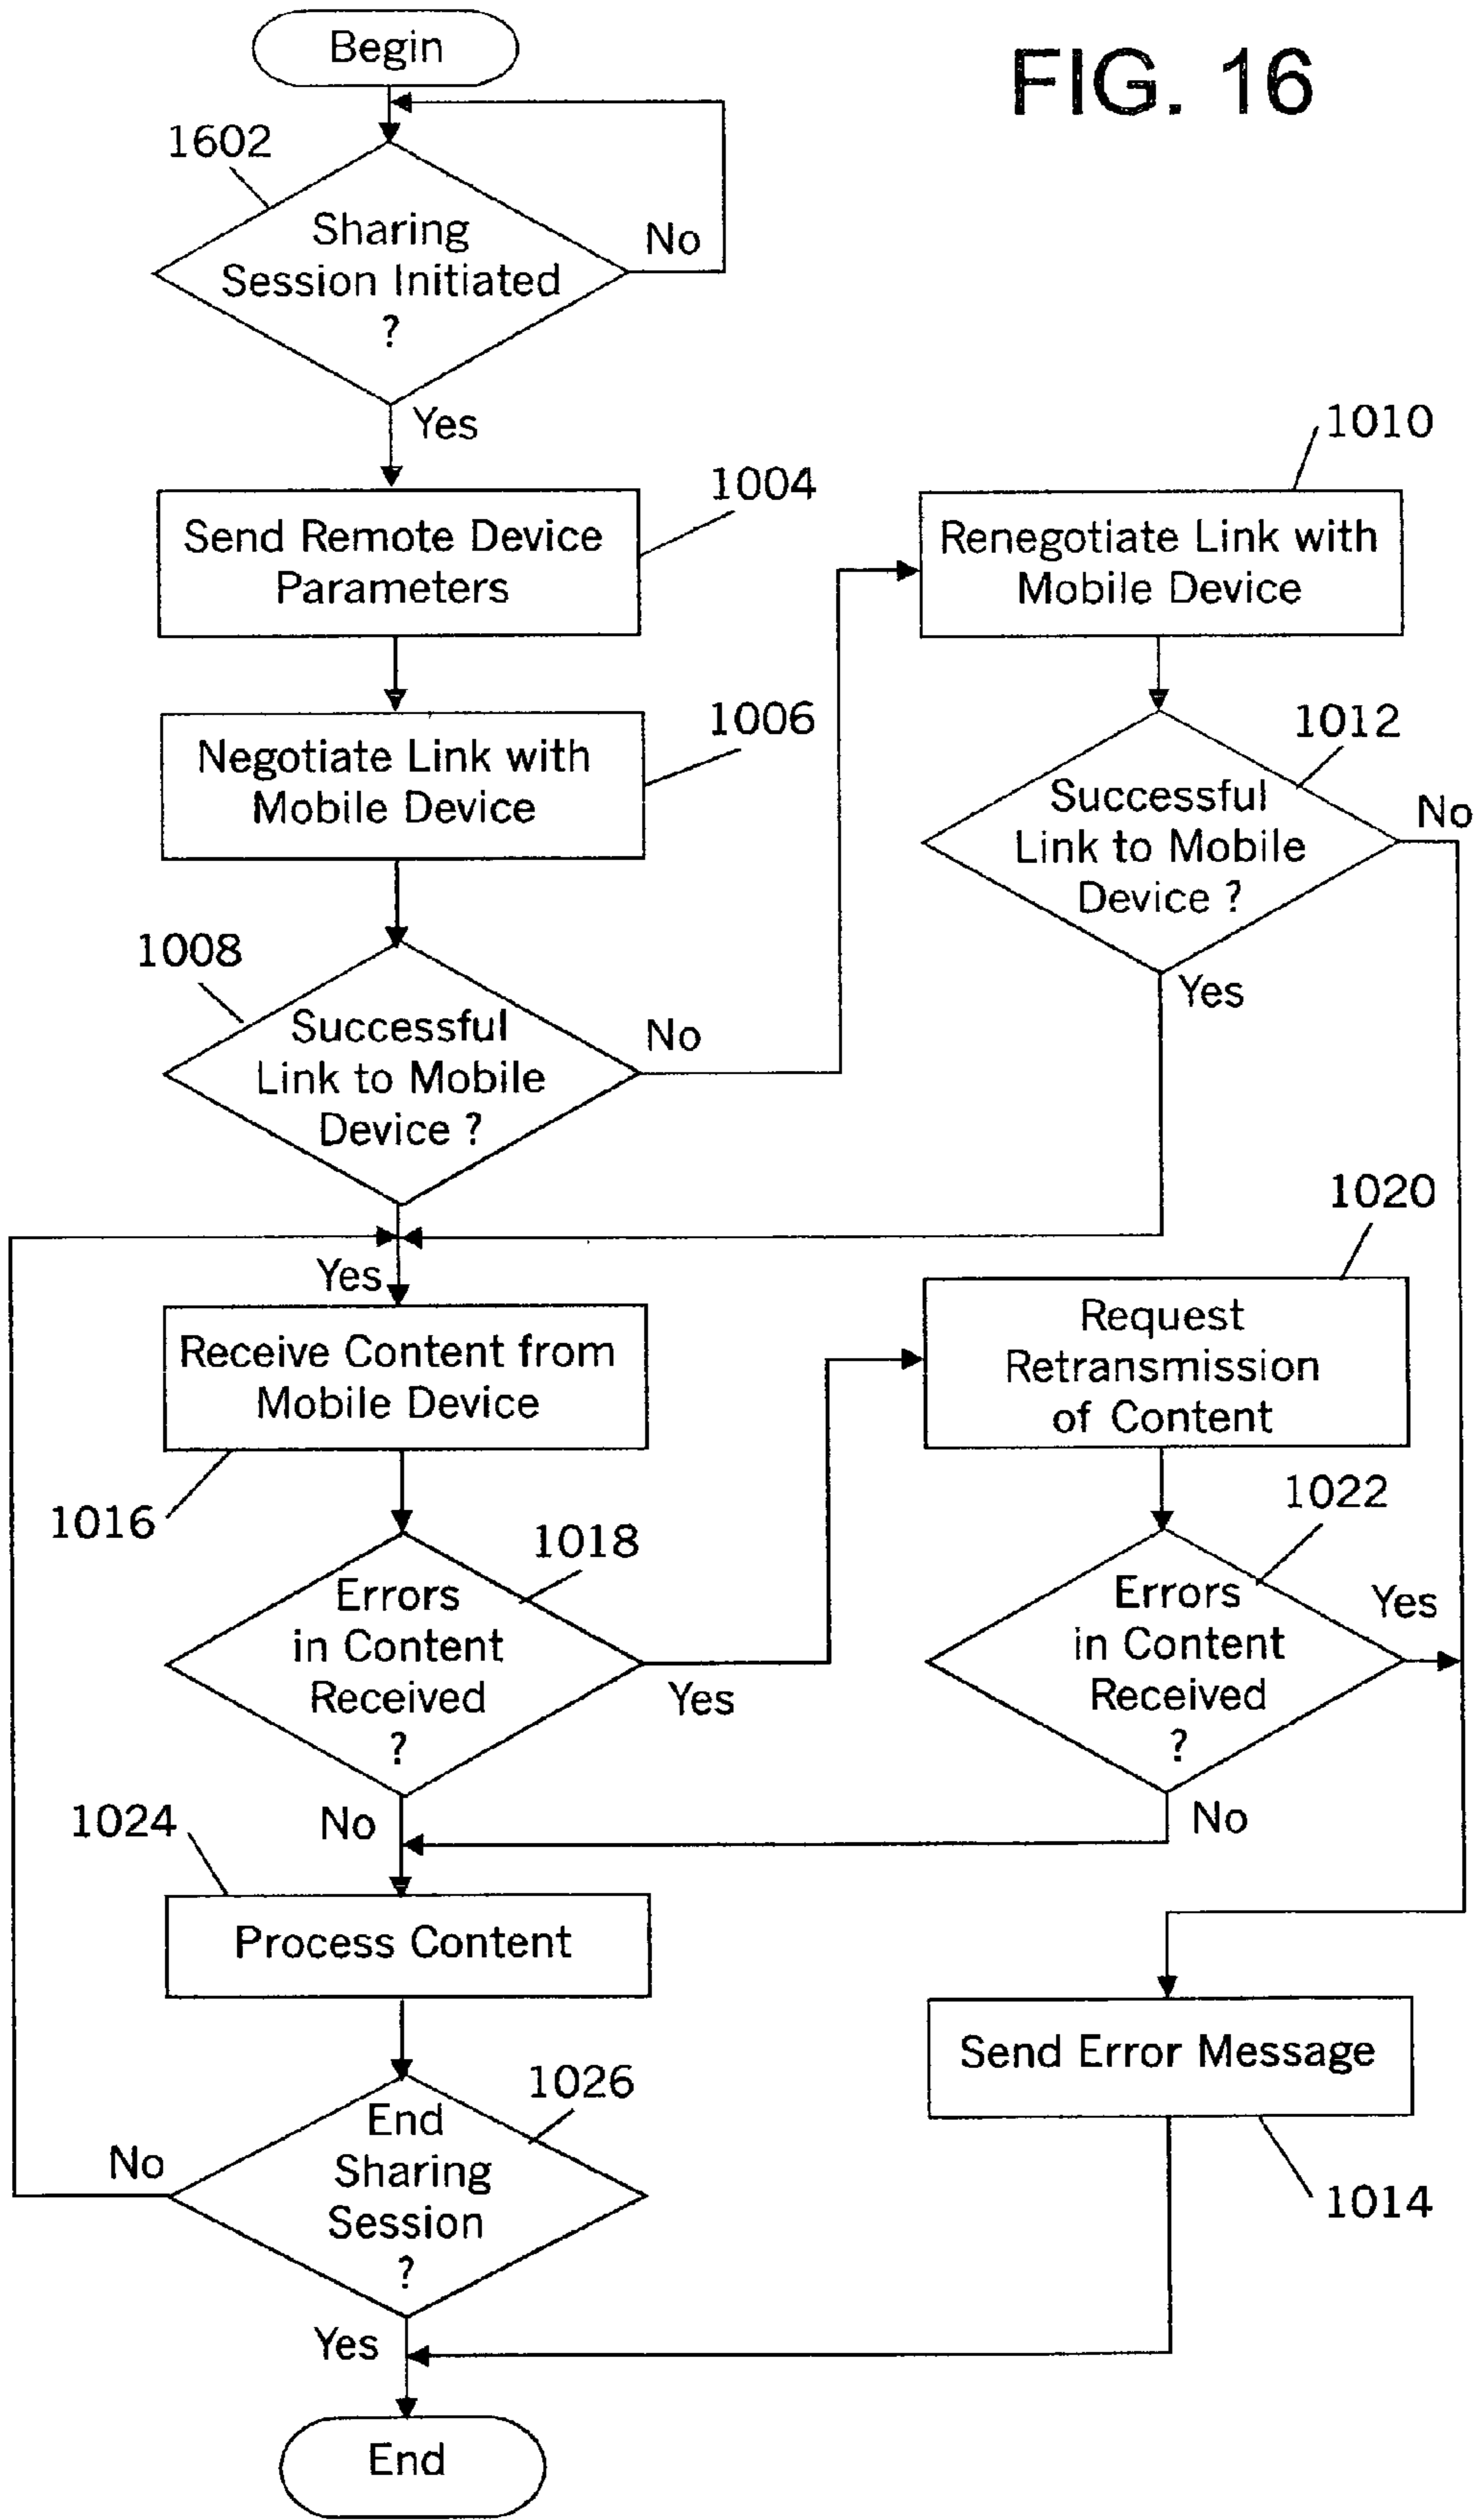 Begin
FIG. 16
1602
Sharing
Session Initiated
?
No
Yes
1004
Send Remote Device
Parameters
1010
Renegotiate Link with
Mobile Device
1006
Negotiate Link with
Mobile Device
1012
Successful
Link to Mobile
Device ?
No
Yes
1008
Successful
Link to Mobile
Device ?
No
Yes
1020
Request
Retransmission
of Content
Receive Content from
Mobile Device
1016
1018
Errors
in Content
Received
?
Yes
No
1022
Errors
in Content
Received
?
Yes
No
1024
Process Content
Send Error Message
1014
1026
End
Sharing
Session
?
No
Yes
End